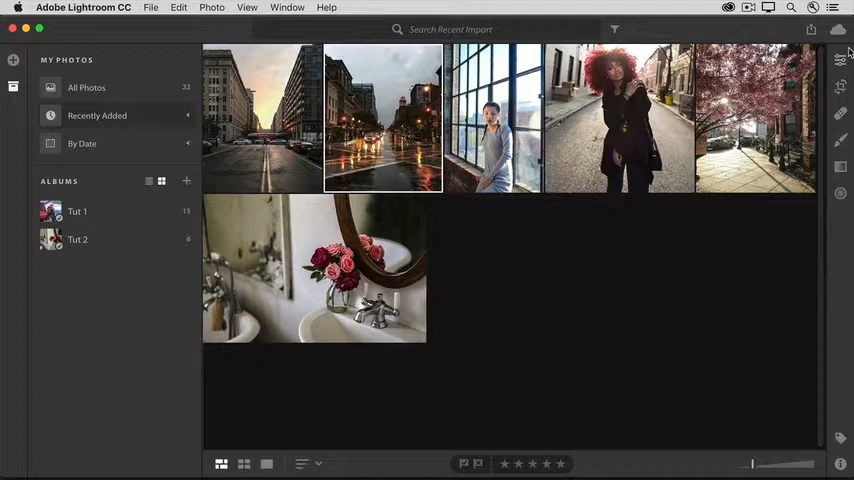 Adobe Lightroom CC File Edit Photo View Window Help
Search Recent Import
MY PHOTOS
All Photos 22
Recently Added
By Date
ALBUMS
Tut 1 15
Tut 2 6